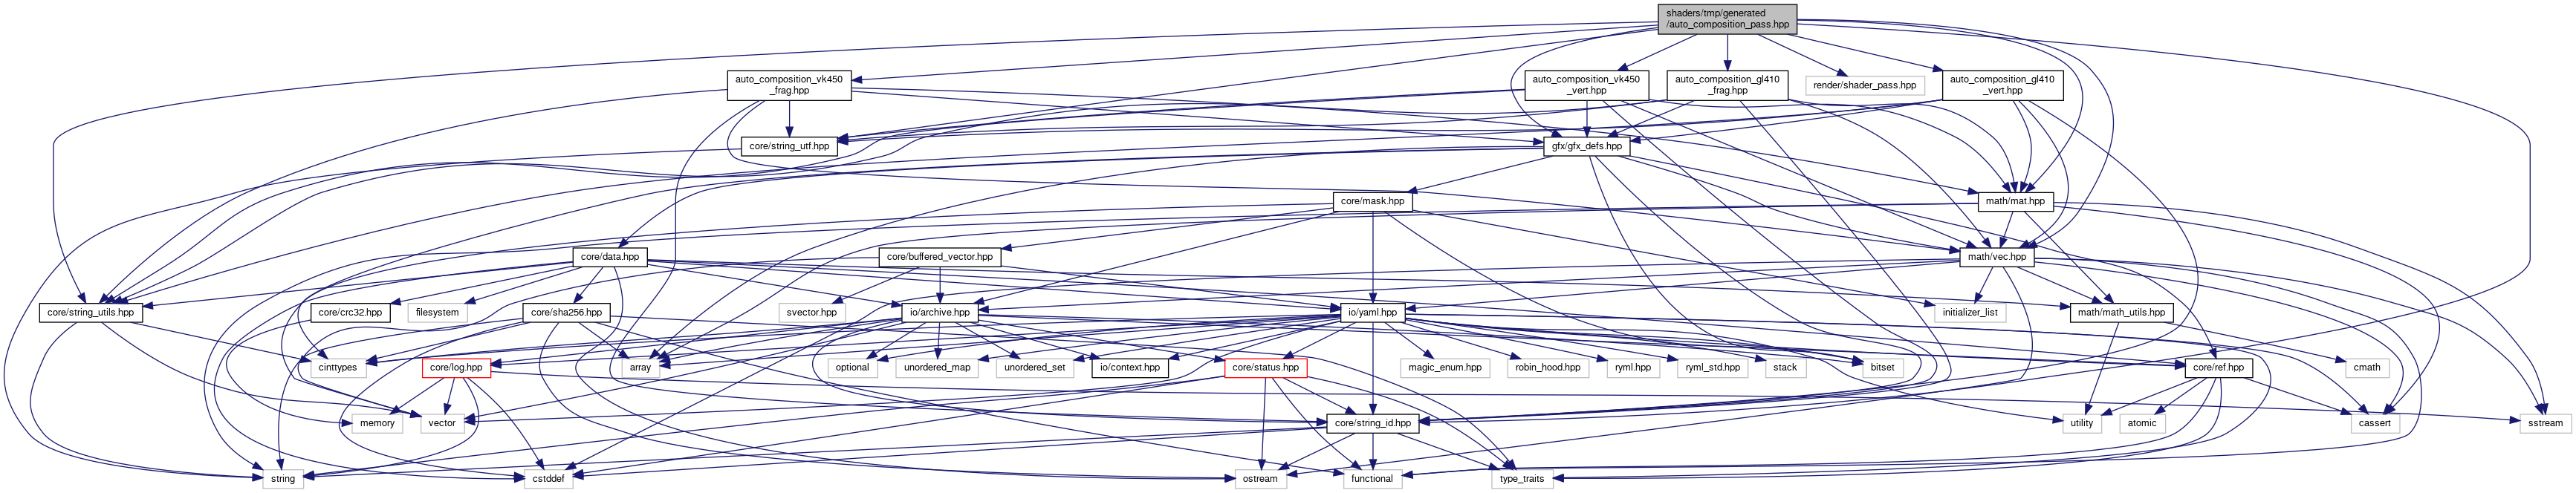 shaders/tmp/generated
/auto_composition_pass.hpp
auto_composition_vk450
_frag.hpp
auto_composition_vk450
_vert.hpp
auto_composition_gl410
_frag.hpp
render/shader_pass.hpp
auto_composition_gl410
_vert.hpp
core/string_utf.hpp
gfx/gfx_defs.hpp
core/mask.hpp
math/mat.hpp
core/data.hpp
core/buffered_vector.hpp
math/vec.hpp
core/string_utils.hpp
core/crc32.hpp
filesystem
core/sha256.hpp
svector.hpp
io/archive.hpp
io/yaml.hpp
initializer_list
math/math_utils.hpp
cinttypes
core/log.hpp
array
optional
unordered_map
unordered_set
io/context.hpp
core/status.hpp
magic_enum.hpp
robin_hood.hpp
ryml.hpp
ryml_std.hpp
stack
bitset
core/ref.hpp
cmath
memory
vector
core/string_id.hpp
utility
atomic
cassert
sstream
string
cstddef
ostream
functional
type_traits